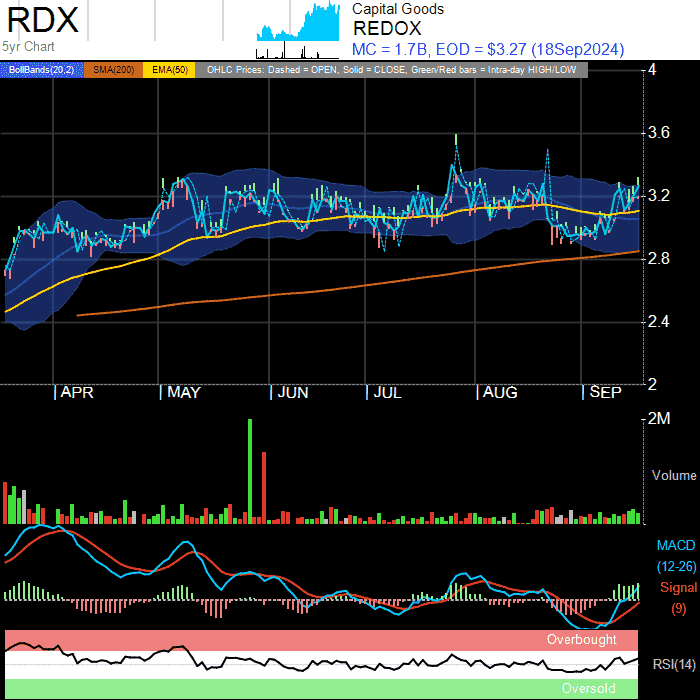 RDX
5yr Chart
Capital Goods
REDOX
MC = 1.7B, EOD = $3.27 (18Sep2024)
BollBands(20,2) SMA(200) EMA(50) OHLC Prices: Dashed = OPEN, Solid = CLOSE, Green/Red bars = Intra-day HIGH/LOW
4
3.6
3.2
2.8
2.4
2
APR MAY JUN JUL AUG SEP
2M
Volume
MACD
(12-26)
Signal
(9)
Overbought
RSI(14)
Oversold